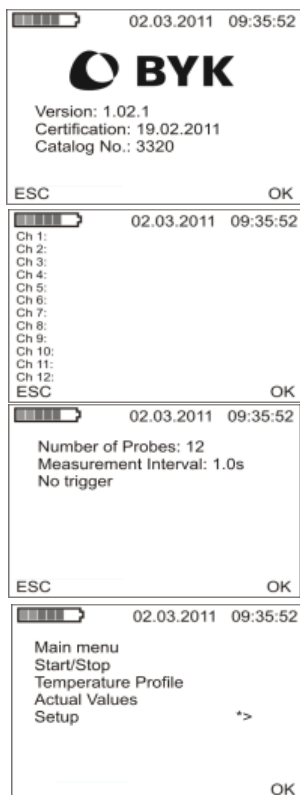 02.03.2011 09:35:52
BYK
Version: 1.02.1
Certification: 19.02.2011
Catalog No.: 3320
ESC OK
02.03.2011 09:35:52
Ch 1:
Ch 2:
Ch 3:
Ch 4:
Ch 5:
Ch 6:
Ch 7:
Ch 8:
Ch 9:
Ch 10:
Ch 11:
Ch 12:
ESC OK
02.03.2011 09:35:52
Number of Probes: 12
Measurement Interval: 1.0s
No trigger
ESC OK
02.03.2011 09:35:52
Main menu
Start/Stop
Temperature Profile
Actual Values
Setup *>
OK